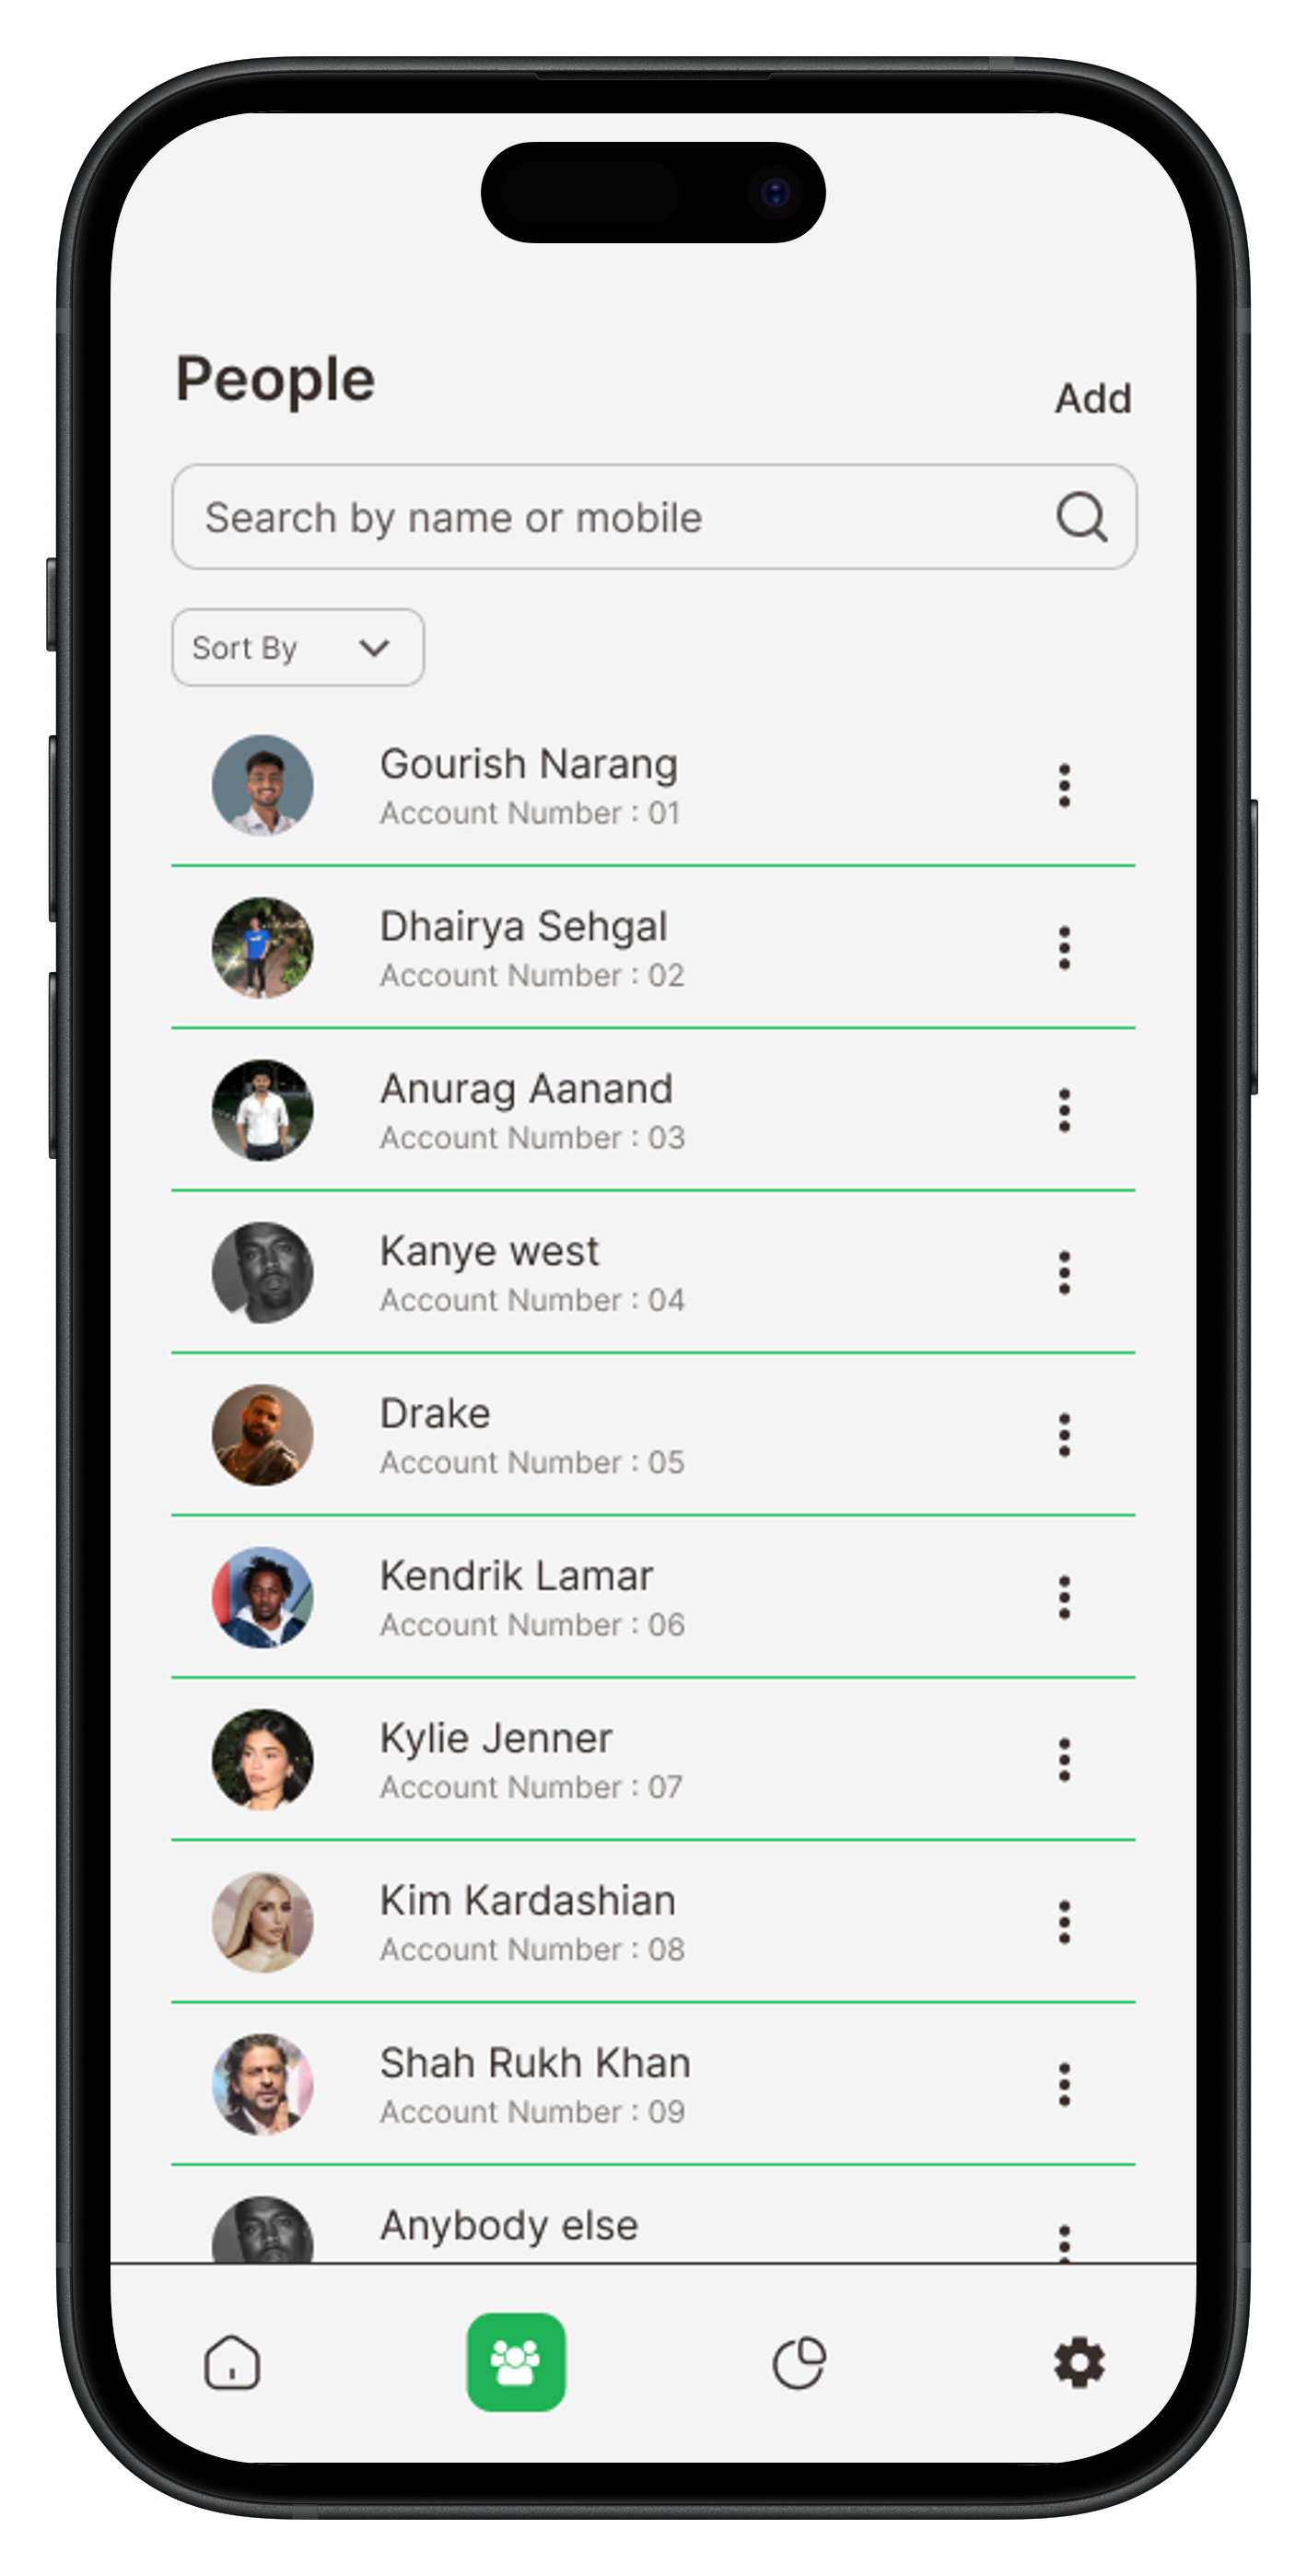 People
Add
Search by name or mobile
Sort By
Gourish Narang
Account Number : 01
Dhairya Sehgal
Account Number : 02
Anurag Aanand
Account Number : 03
Kanye west
Account Number : 04
Drake
Account Number : 05
Kendrik Lamar
Account Number : 06
Kylie Jenner
Account Number : 07
Kim Kardashian
Account Number : 08
Shah Rukh Khan
Account Number : 09
Anybody else